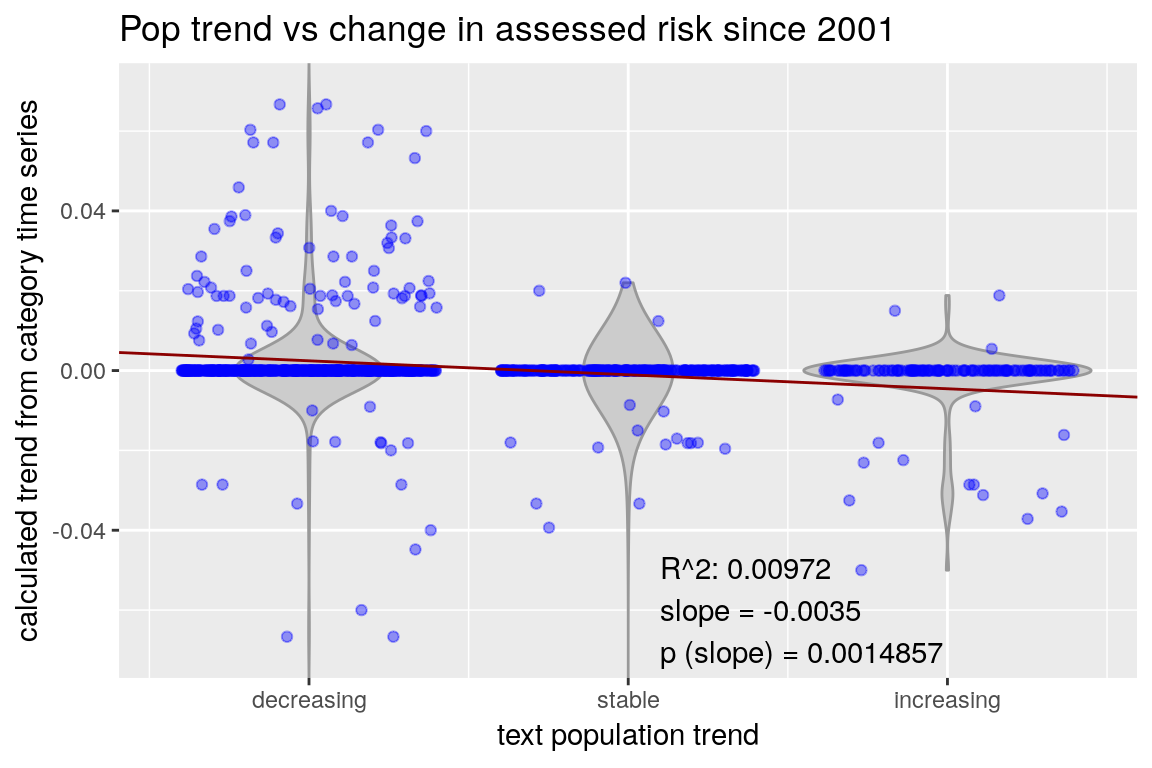 Pop trend vs change in assessed risk since 2001
calculated trend from category time series
0.04
0.00
-0.04
R^2: 0.00972
slope = -0.0035
p (slope) = 0.0014857
decreasing
stable
increasing
text population trend